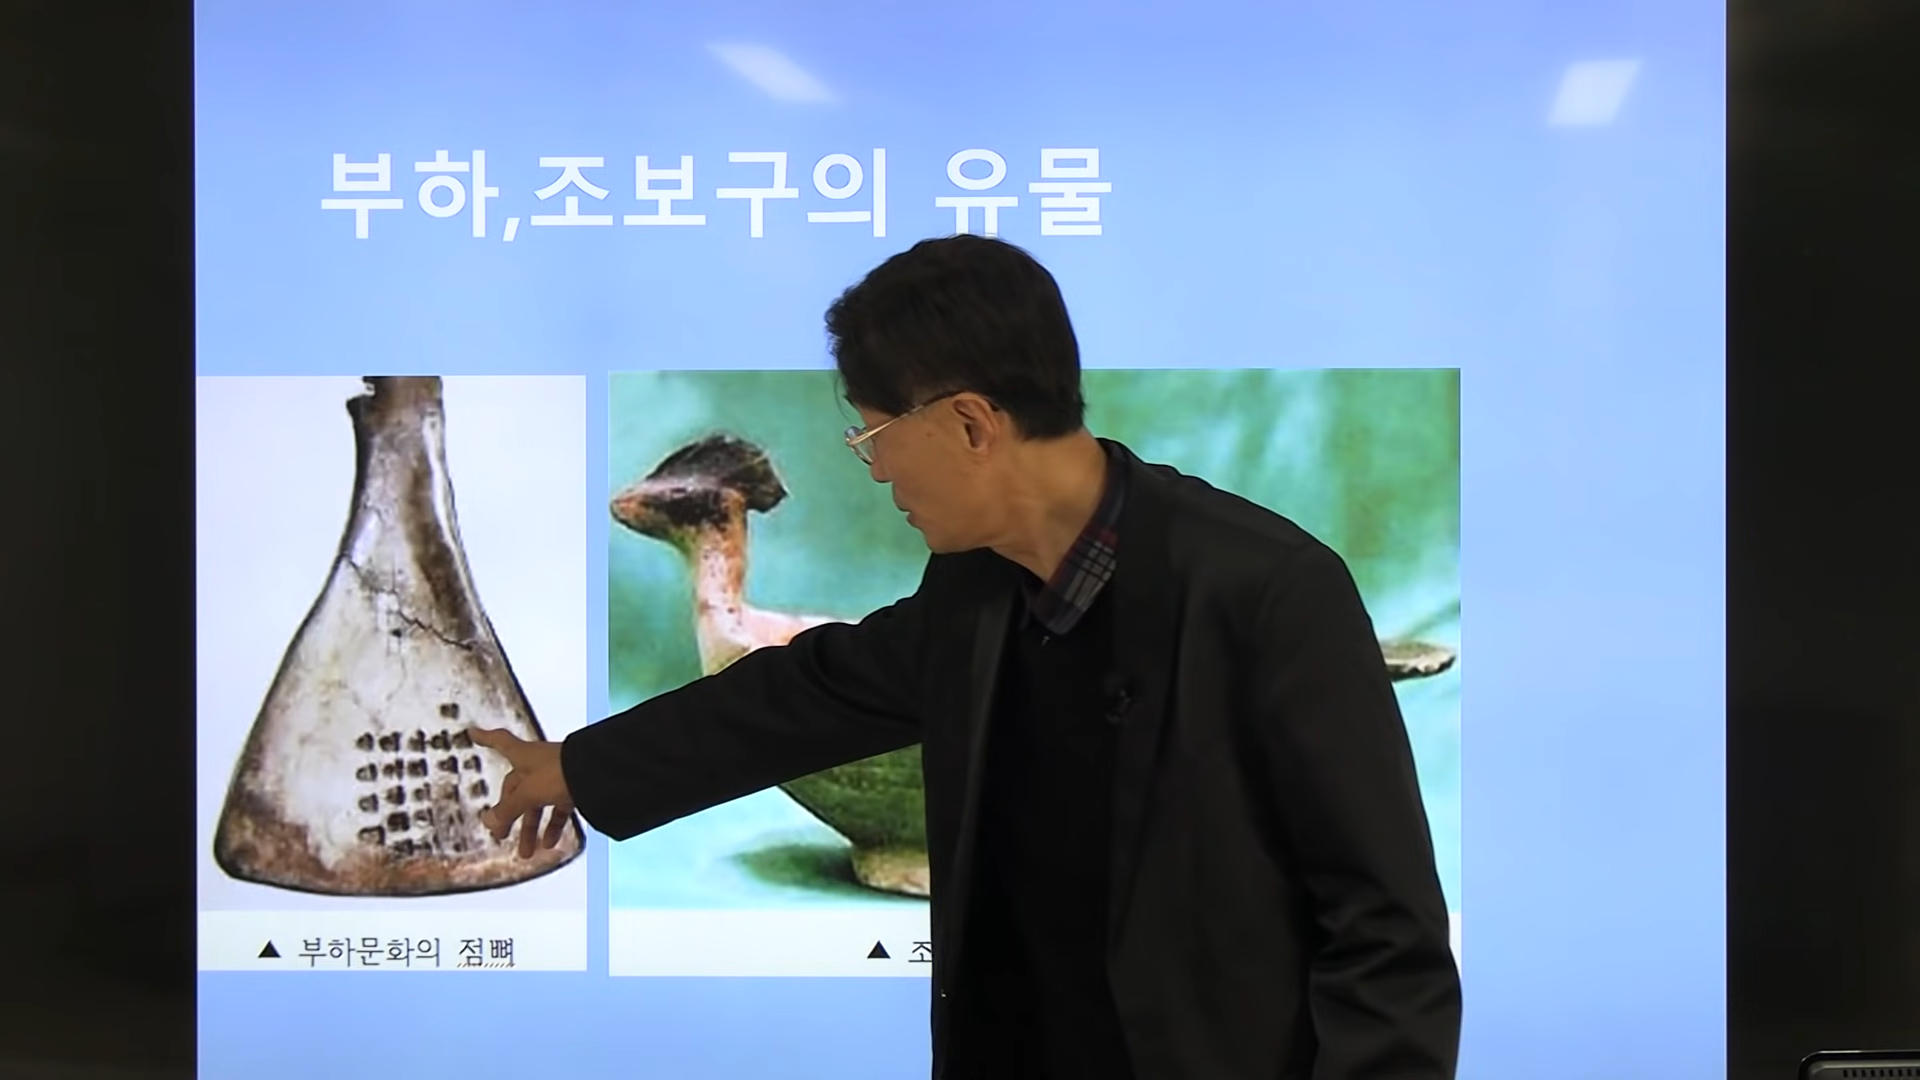 부하,조보구의 유물
▲ 부하문화의 점뼈
▲ 조